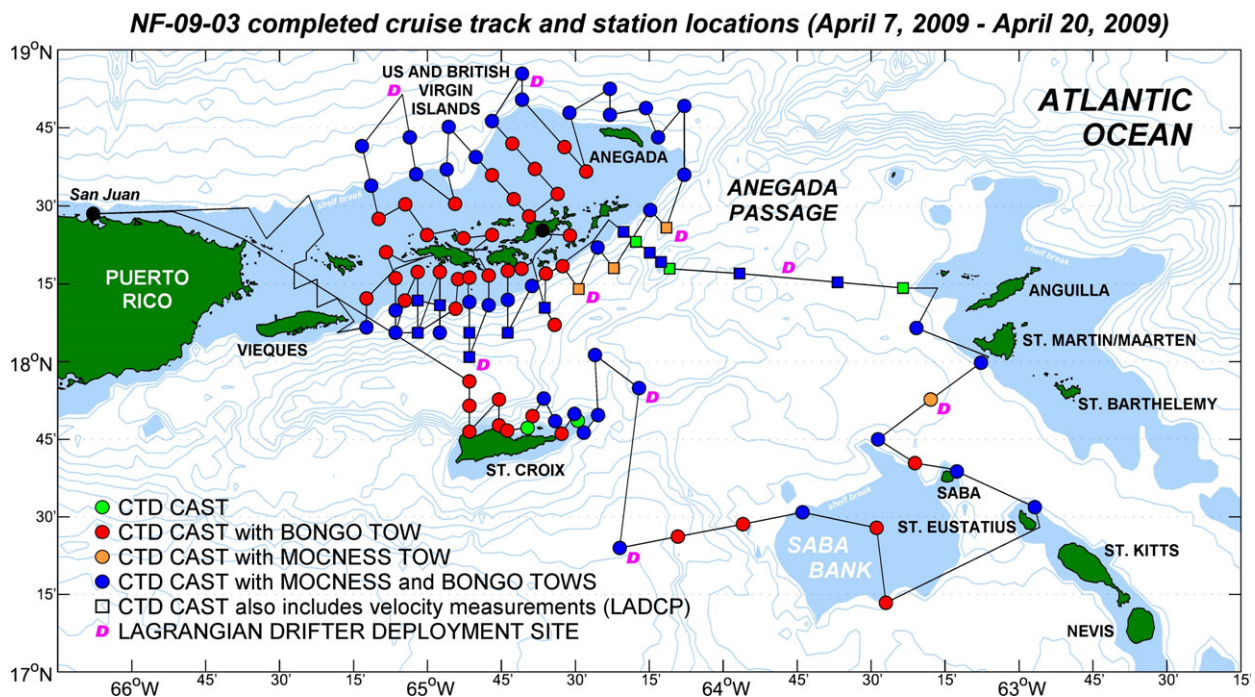 NF-09-03 completed cruise track and station locations (April 7, 2009 - April 20, 2009)
19°N
45'
30'
15'
18°N
45'
30'
15'
17°N
66°W
45'
30'
15'
65°W
45'
30'
15'
64°W
45'
30'
15'
63°W
45'
30'
15'
US AND BRITISH
VIRGIN
ISLANDS
D
D
ATLANTIC
OCEAN
ANEGADA
San Juan
shelf break
ANEGADA
PASSAGE
D
D
shelf break
PUERTO
RICO
ANGUILLA
D
VIEQUES
ST. MARTIN/MAARTEN
D
D
D
ST. BARTHELEMY
ST. CROIX
SABA
shelf break
ST. EUSTATIUS
SABA
BANK
D
ST. KITTS
NEVIS
CTD CAST
CTD CAST with BONGO TOW
CTD CAST with MOCNESS TOW
CTD CAST with MOCNESS and BONGO TOWS
CTD CAST also includes velocity measurements (LADCP)
D LAGRANGIAN DRIFTER DEPLOYMENT SITE